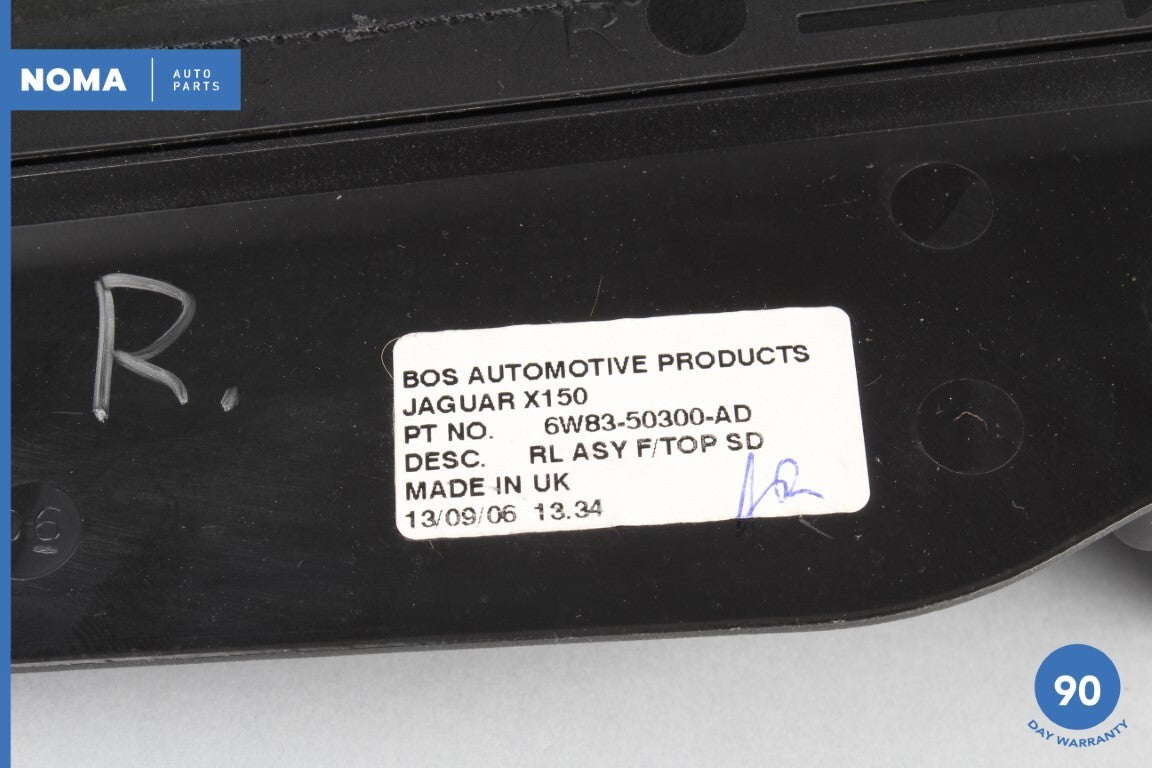 NOMA
AUTO
PARTS
R
R.
BOS AUTOMOTIVE PRODUCTS
JAGUAR X150
PT NO. 6W83-50300-AD
DESC. RL ASY F/TOP SD
MADE IN UK
13/09/06 13.34
90
DAY WARRANTY